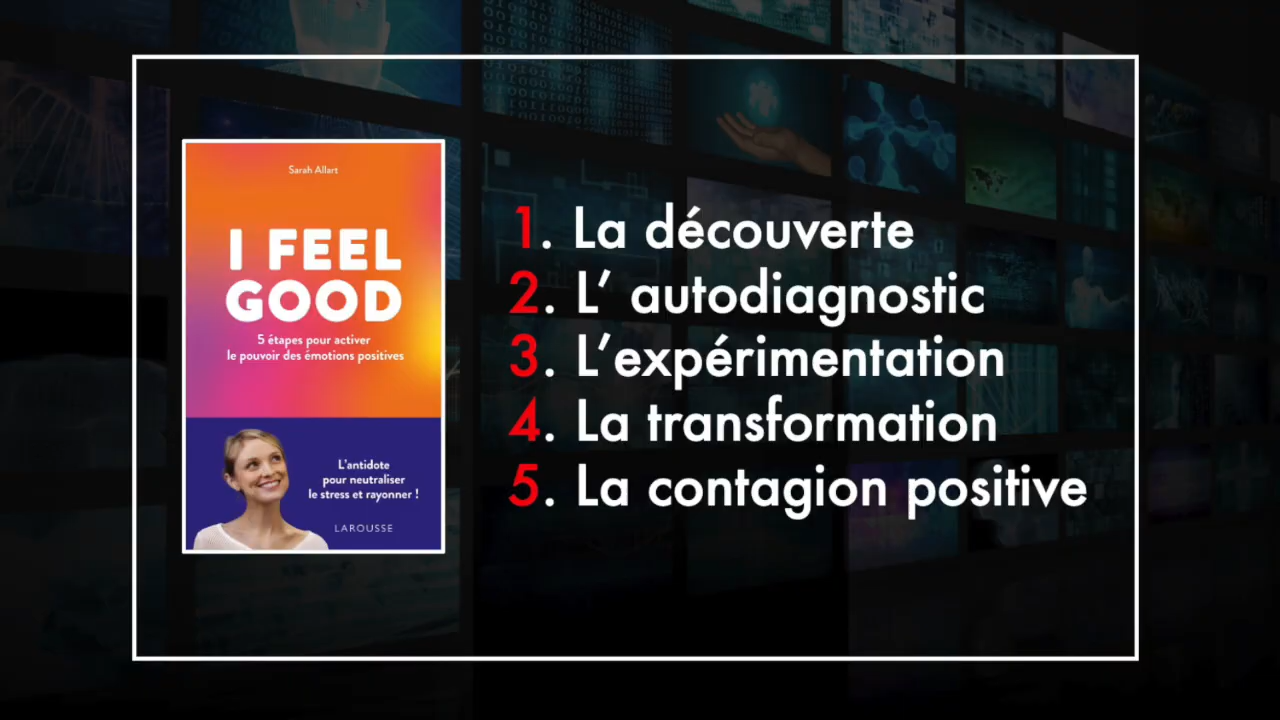 Sarah Allart
I FEEL
GOOD
5 étapes pour activer
le pouvoir des émotions positives
L'antidote
pour neutraliser
le stress et rayonner !
LAROUSSE
1. La découverte
2. L’ autodiagnostic
3. L’expérimentation
4. La transformation
5. La contagion positive